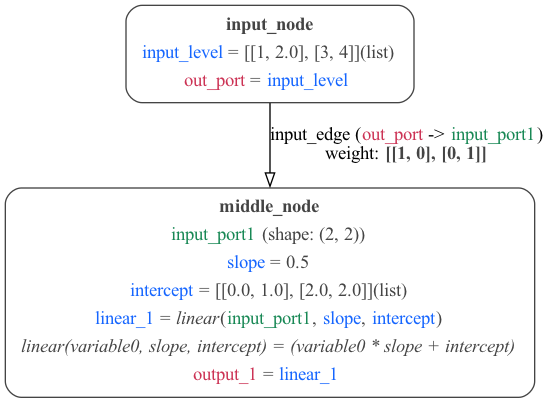 input_node
input_level = [[1, 2.0], [3, 4]](list)
out_port = input_level
input_edge (out_port -> input_port1)
weight: [[1, 0], [0, 1]]
middle_node
input_port1 (shape: (2, 2))
slope = 0.5
intercept = [[0.0, 1.0], [2.0, 2.0]](list)
linear_1 = linear(input_port1, slope, intercept)
linear(variable0, slope, intercept) = (variable0 * slope + intercept)
output_1 = linear_1